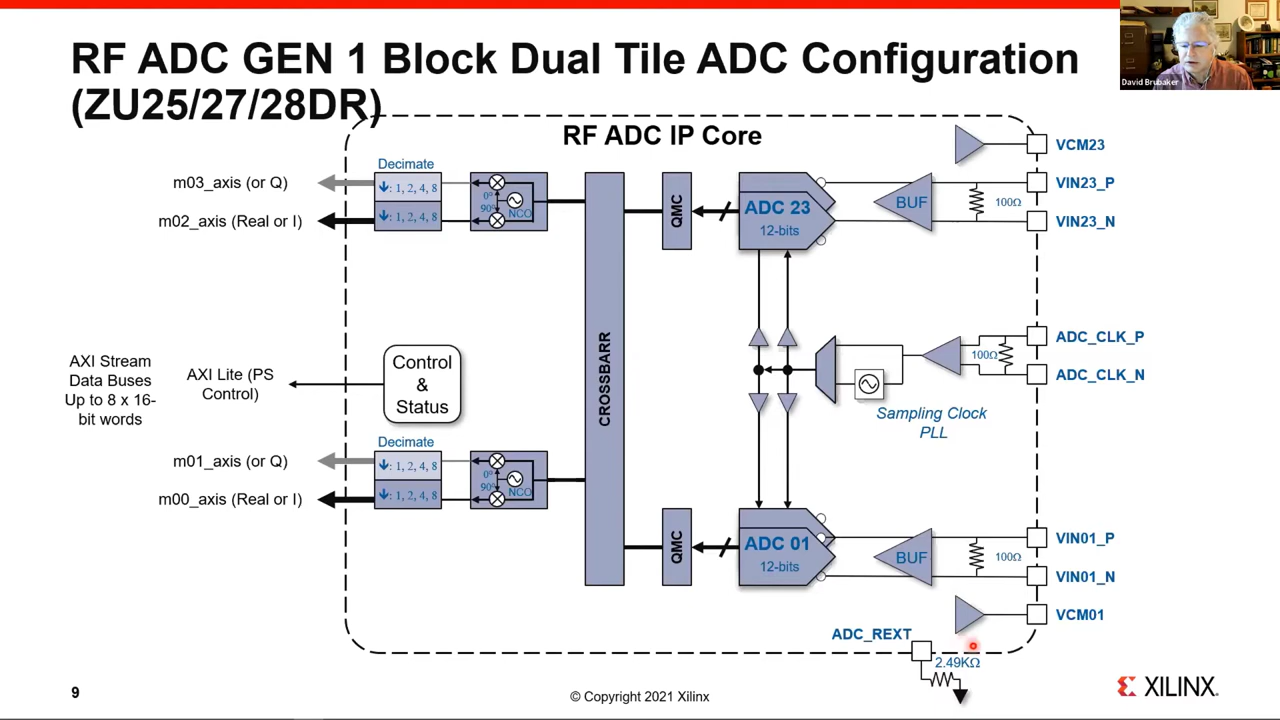 RF ADC GEN 1 Block Dual Tile ADC Configuration
(ZU25/27/28DR)
David Brubaker
RF ADC IP Core
VCM23
Decimate
m03_axis (or Q)
: 1, 2, 4, 8
0°
90°
NCO
QMC
ADC 23
12-bits
BUF
100Ω
VIN23_P
m02_axis (Real or I)
: 1, 2, 4, 8
VIN23_N
CROSSBARR
ADC_CLK_P
100Ω
ADC_CLK_N
AXI Stream
Data Buses
Up to 8 x 16-
bit words
AXI Lite (PS
Control)
Control
&
Status
Sampling Clock
PLL
Decimate
m01_axis (or Q)
: 1, 2, 4, 8
0°
90°
NCO
m00_axis (Real or I)
: 1, 2, 4, 8
QMC
ADC 01
12-bits
BUF
100Ω
VIN01_P
VIN01_N
VCM01
ADC_REXT
2.49KΩ
9
© Copyright 2021 Xilinx
XILINX.